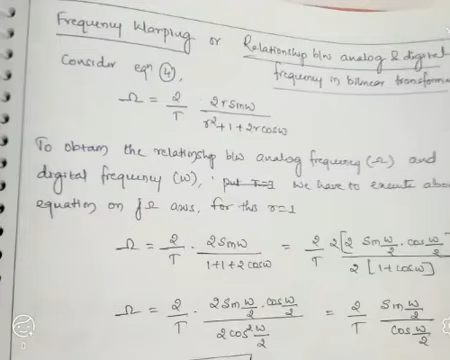 Frequency Warping or Relationship b/w analog & digital
frequency in bilinear transforma
Consider eqn (4),
Ω = 2/T · 2r sinω / r²+1+2r cosω
To obtain the relationship b/w analog frequency (Ω) and
digital frequency (ω), put r=1 we have to execute abo
equation on jΩ axis, for this r=1
Ω = 2/T · 2 sinω / 1+1+2 cosω = 2/T 2[2 sin ω/2 · cos ω/2] / 2[1+cosω]
Ω = 2/T · 2 sin ω/2 · cos ω/2 / 2cos² ω/2 = 2/T sin ω/2 / cos ω/2